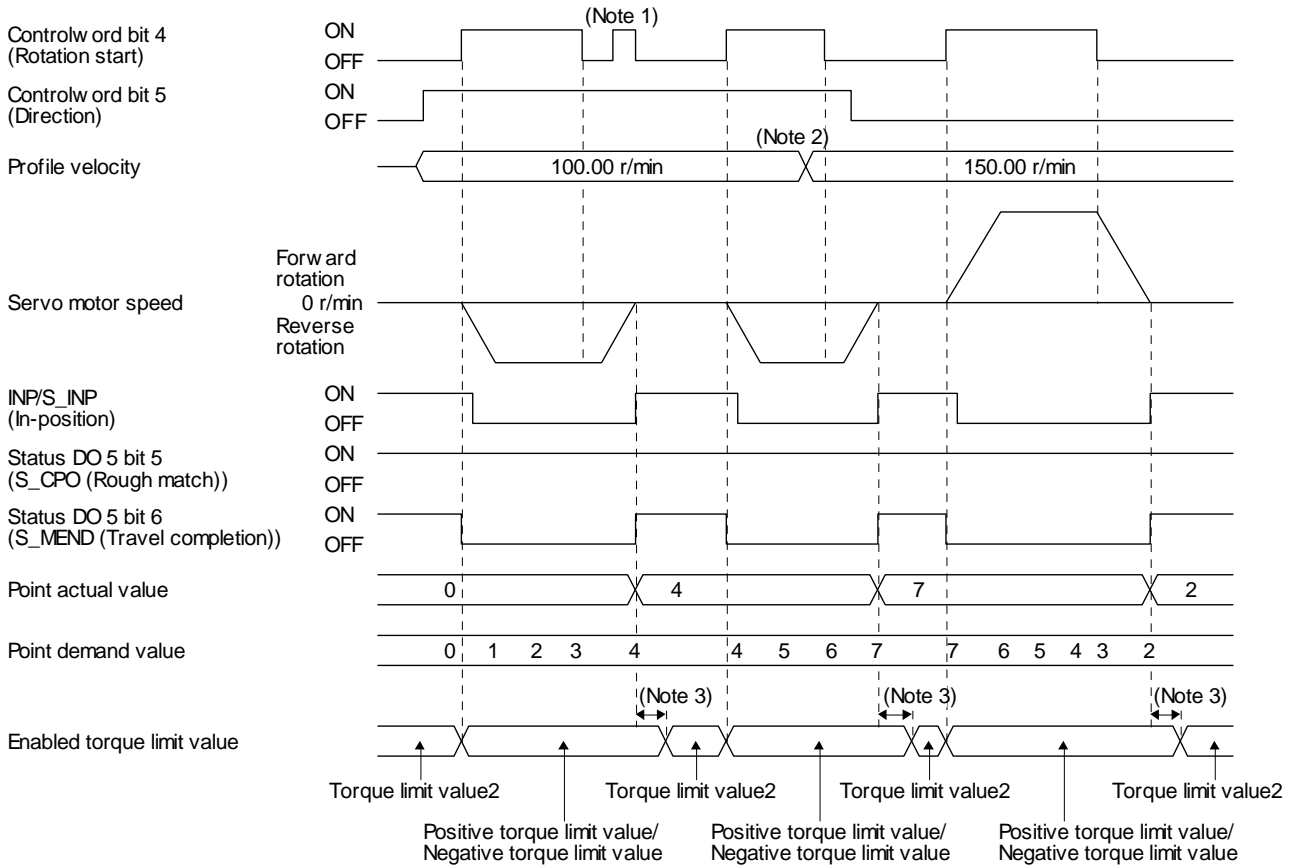 (Note 1)
Controlword bit 4
(Rotation start)
ON
OFF
Controlword bit 5
(Direction)
ON
OFF
(Note 2)
Profile velocity
100.00 r/min
150.00 r/min
Servo motor speed
Forward
rotation
0 r/min
Reverse
rotation
INP/S_INP
(In-position)
ON
OFF
Status DO 5 bit 5
(S_CPO (Rough match))
ON
OFF
Status DO 5 bit 6
(S_MEND (Travel completion))
ON
OFF
Point actual value
0 4 7 2
Point demand value
0 1 2 3 4 4 5 6 7 7 6 5 4 3 2
(Note 3) (Note 3) (Note 3)
Enabled torque limit value
Torque limit value2 Torque limit value2 Torque limit value2 Torque limit value2
Positive torque limit value/ Positive torque limit value/ Positive torque limit value/
Negative torque limit value Negative torque limit value Negative torque limit value